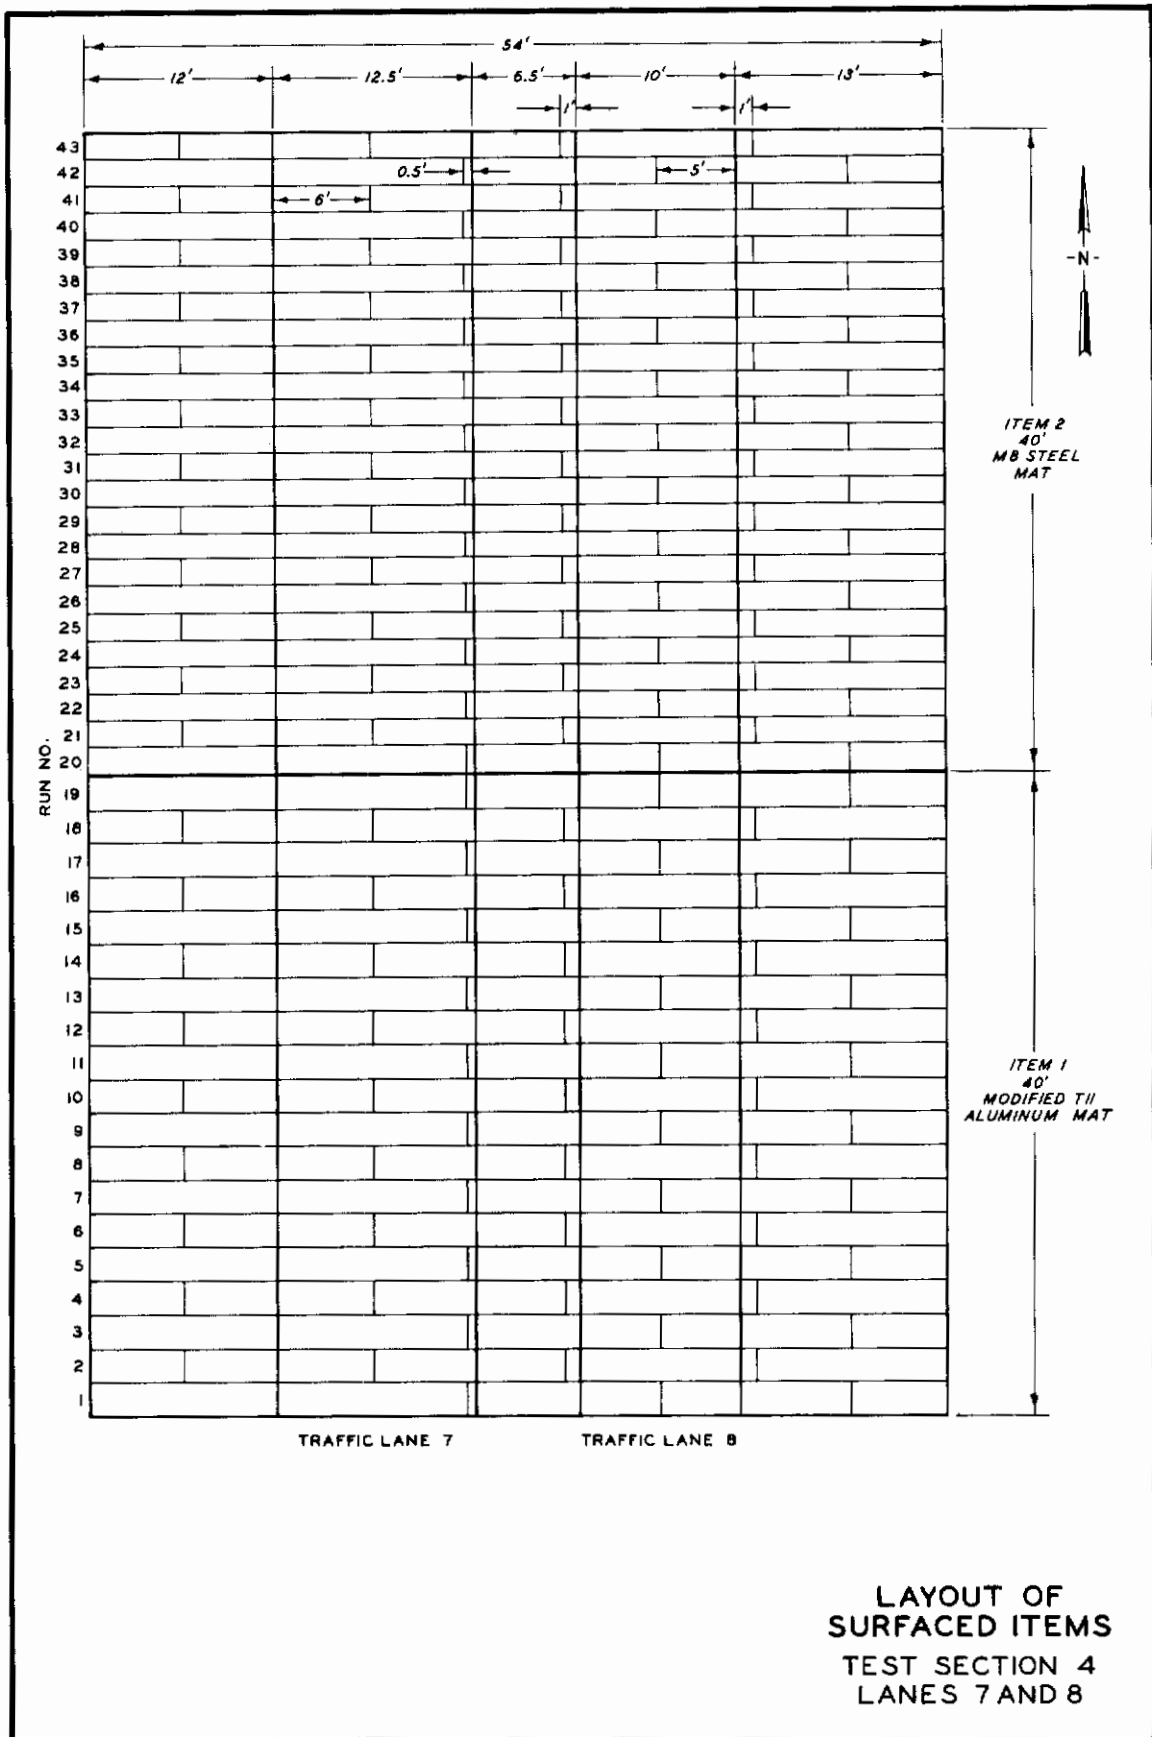 54'
12' 12.5' 6.5' 10' 13'
1' 1'
43
42 0.5' 5'
41 6'
40
39
-N-
38
37
36
35
34
33
ITEM 2
32 40'
M8 STEEL
31 MAT
30
29
28
27
26
25
24
23
22
21
20
RUN NO.
19
18
17
16
15
14
13
12
11
ITEM 1
40'
10 MODIFIED T11
ALUMINUM MAT
9
8
7
6
5
4
3
2
1
TRAFFIC LANE 7 TRAFFIC LANE 8
LAYOUT OF
SURFACED ITEMS
TEST SECTION 4
LANES 7 AND 8